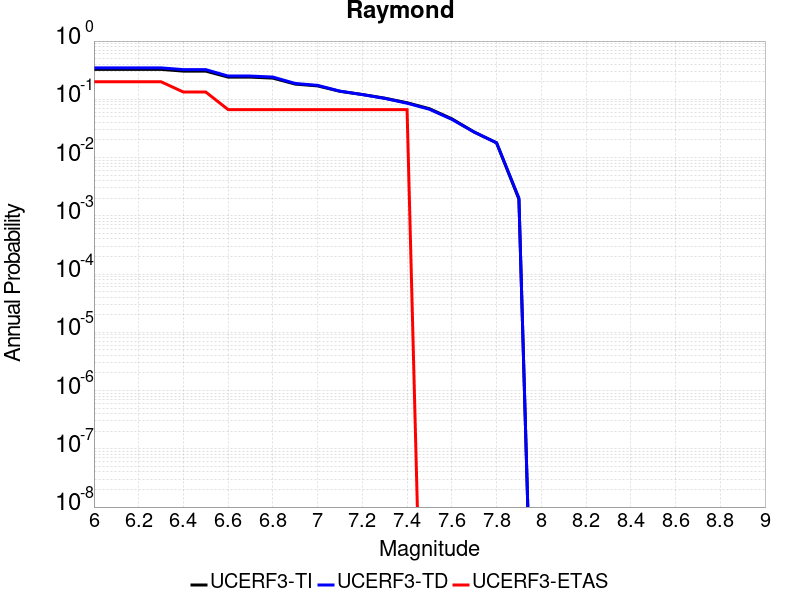 Raymond
10^0
10^-1
10^-2
10^-3
10^-4
10^-5
10^-6
10^-7
10^-8
Annual Probability
6 6.2 6.4 6.6 6.8 7 7.2 7.4 7.6 7.8 8 8.2 8.4 8.6 8.8 9
Magnitude
UCERF3-TI UCERF3-TD UCERF3-ETAS